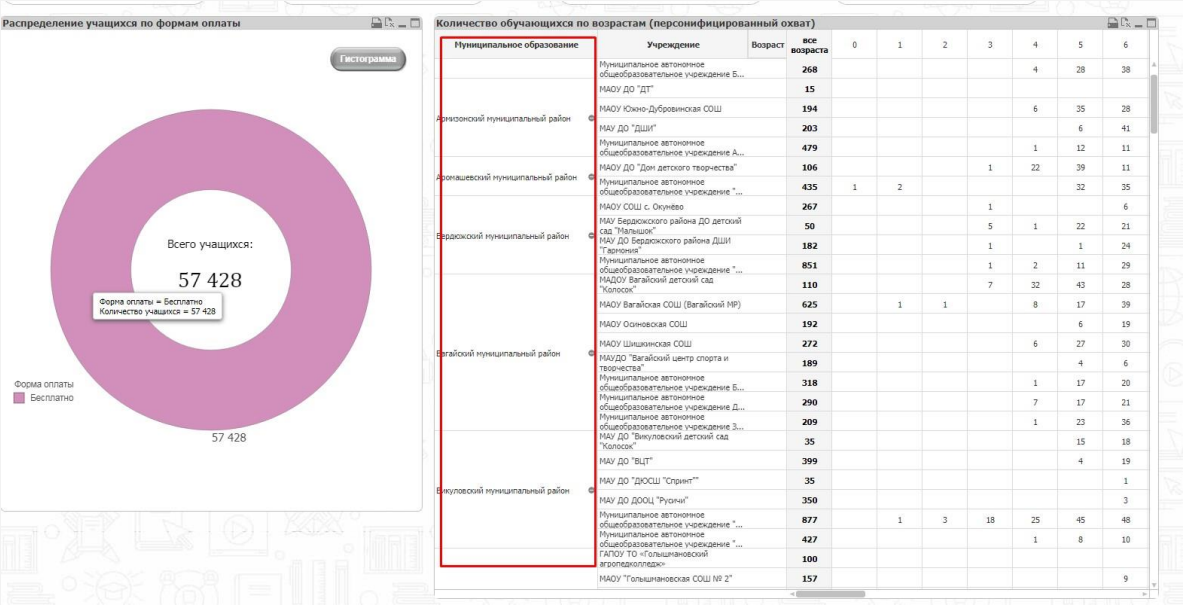 Распределение учащихся по формам оплаты
Гистограмма
Всего учащихся:
57 428
Форма оплаты = Бесплатно
Количество учащихся = 57 428
Форма оплаты
Бесплатно
57 428
Количество обучающихся по возрастам (персонифицированный охват)
Муниципальное образование Учреждение Возраст все возраста 0 1 2 3 4 5 6
Муниципальное автономное
общеобразовательное учреждение Б... 268 4 28 38
МАОУ ДО "ДТ" 15
Армизонский муниципальный район МАОУ Южно-Дубровинская СОШ 194 6 35 28
МАУ ДО "ДШИ" 203 6 41
Муниципальное автономное
общеобразовательное учреждение А... 479 1 12 11
Аромашевский муниципальный район МАОУ ДО "Дом детского творчества" 106 1 22 39 11
Муниципальное автономное
общеобразовательное учреждение "... 435 1 2 32 35
МАОУ СОШ с. Окунёво 267 1 6
Бердюжский муниципальный район МАУ Бердюжского района ДО детский
сад "Малышок" 50 5 1 22 21
МАУ ДО Бердюжского района ДШИ
"Гармония" 182 1 1 24
Муниципальное автономное
общеобразовательное учреждение "... 851 1 2 11 29
МАДОУ Вагайский детский сад
"Колосок" 110 7 32 43 28
МАОУ Вагайская СОШ (Вагайский МР) 625 1 1 8 17 39
МАОУ Осиновская СОШ 192 6 19
Вагайский муниципальный район МАОУ Шишкинская СОШ 272 6 27 30
МАУДО "Вагайский центр спорта и
творчества" 189 4 6
Муниципальное автономное
общеобразовательное учреждение Б... 318 1 17 20
Муниципальное автономное
общеобразовательное учреждение Д... 290 7 17 21
Муниципальное автономное
общеобразовательное учреждение З... 209 1 23 36
МАУ ДО "Викуловский детский сад
"Колосок" 35 15 18
МАУ ДО "ВЦТ" 399 4 19
МАУ ДО "ДЮСШ "Спринт"" 35 1
Викуловский муниципальный район МАУ ДО ДООЦ "Русичи" 350 3
Муниципальное автономное
общеобразовательное учреждение "... 877 1 3 18 25 45 48
Муниципальное автономное
общеобразовательное учреждение "... 427 1 8 10
ГАПОУ ТО «Голышмановский
агропедколледж» 100
МАОУ "Голышмановская СОШ № 2" 157 9